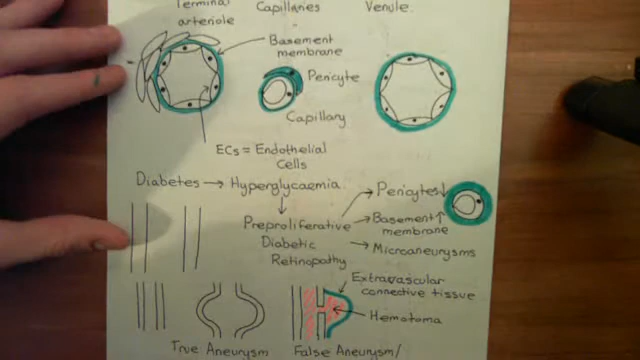 Terminal
arteriole
Capillaries
Venule.
Basement
membrane
Pericyte
Capillary
ECs = Endothelial
Cells
Diabetes → Hyperglycaemia
Preproliferative
Diabetic
Retinopathy
→ Pericytes↓
→ Basement ↑
membrane
→ Microaneurysms
Extravascular
connective tissue
Hematoma
True Aneurysm
False Aneurysm/